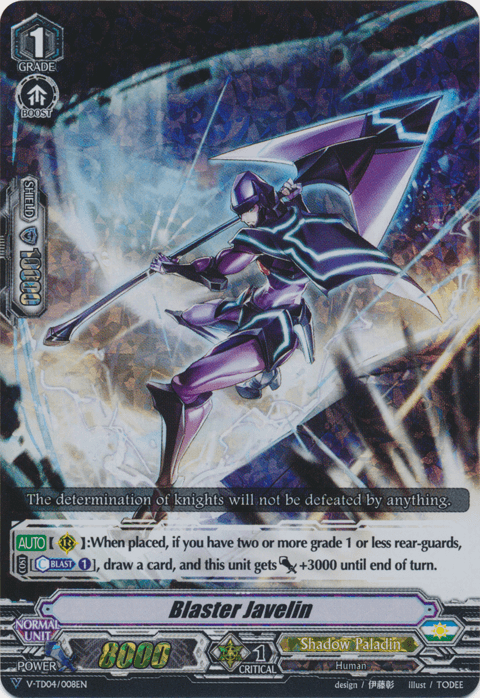 1
GRADE
BOOST
SHIELD
10000
The determination of knights will not be defeated by anything.
AUTO [ R ]:When placed, if you have two or more grade 1 or less rear-guards,
COST [ C BLAST 1 ], draw a card, and this unit gets +3000 until end of turn.
Blaster Javelin
NORMAL
UNIT
POWER 8000
1
CRITICAL
Shadow Paladin
Human
V-TD04/008EN
design / 伊藤彰 Illust / TODEE